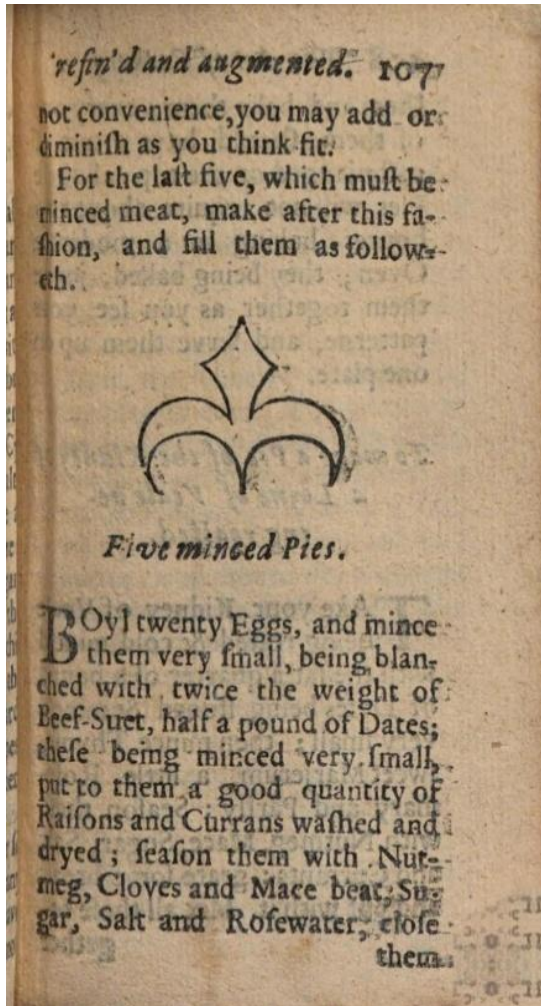 refin'd and augmented. 107
not convenience, you may add or
diminiſh as you think fit.
For the laſt five, which muſt be
minced meat, make after this fa-
ſhion, and fill them as follow-
eth.
Five minced Pies.
BOyl twenty Eggs, and mince
them very ſmall, being blan-
ched with twice the weight of
Beef-Suet, half a pound of Dates;
theſe being minced very ſmall,
put to them a good quantity of
Raiſons and Currans waſhed and
dryed; ſeaſon them with Nut-
meg, Cloves and Mace beat, Su-
gar, Salt and Roſewater, cloſe
them